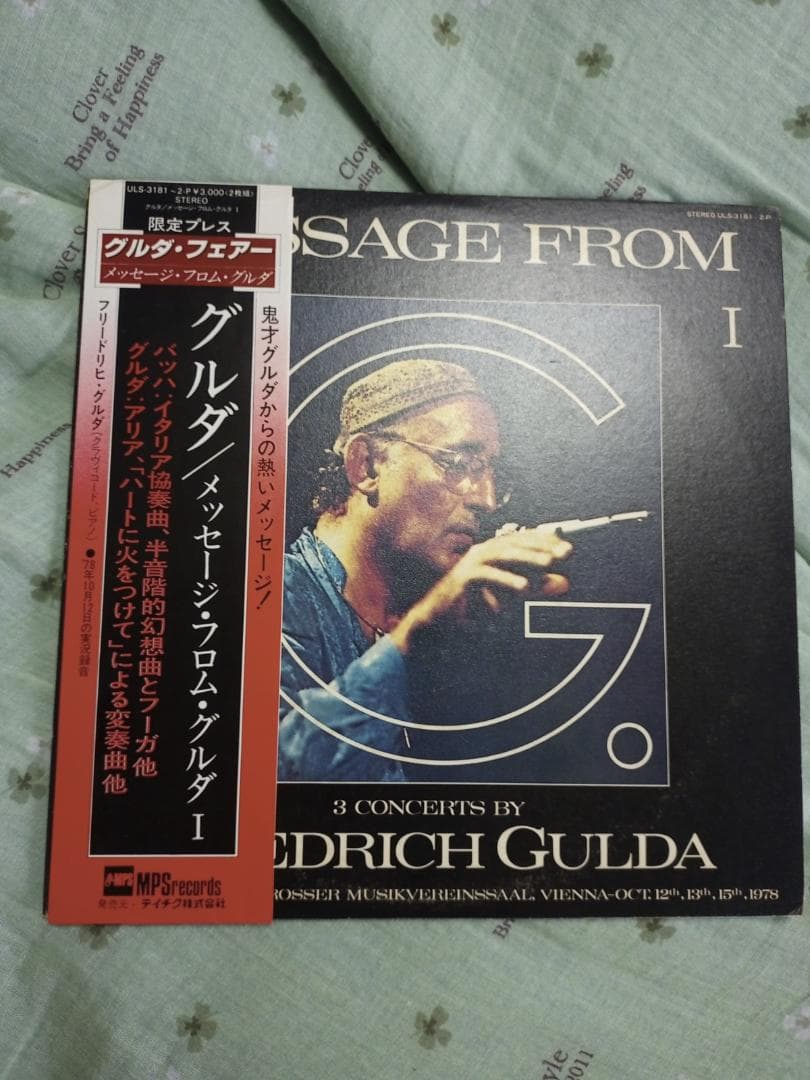 Clover
Bring a Feeling
of Happiness
Clover
Clover S
Happiness
ULS-3181~2-P ¥3,000〈2枚組〉
STEREO
グルダ/メッセージ・フロム・グルダ I
限定プレス
グルダ・フェアー
メッセージ・フロム・グルダ
鬼才グルダからの熱いメッセージ!
グルダ/メッセージ・フロム・グルダ I
バッハ:イタリア協奏曲、半音階的幻想曲とフーガ 他
グルダ:アリア、「ハートに火をつけて」による変奏曲他
フリードリヒ・グルダ(クラヴィコード、ピアノ)●'78年10月12日の実況録音
MPS
MPSrecords
発売元・テイチク株式会社
STEREO ULS-3181~2-P
SSAGE FROM
I
G.
3 CONCERTS BY
EDRICH GULDA
ROSSER MUSIKVEREINSSAAL, VIENNA-OCT. 12th, 13th, 15th, 1978
Happiness
yle
2011